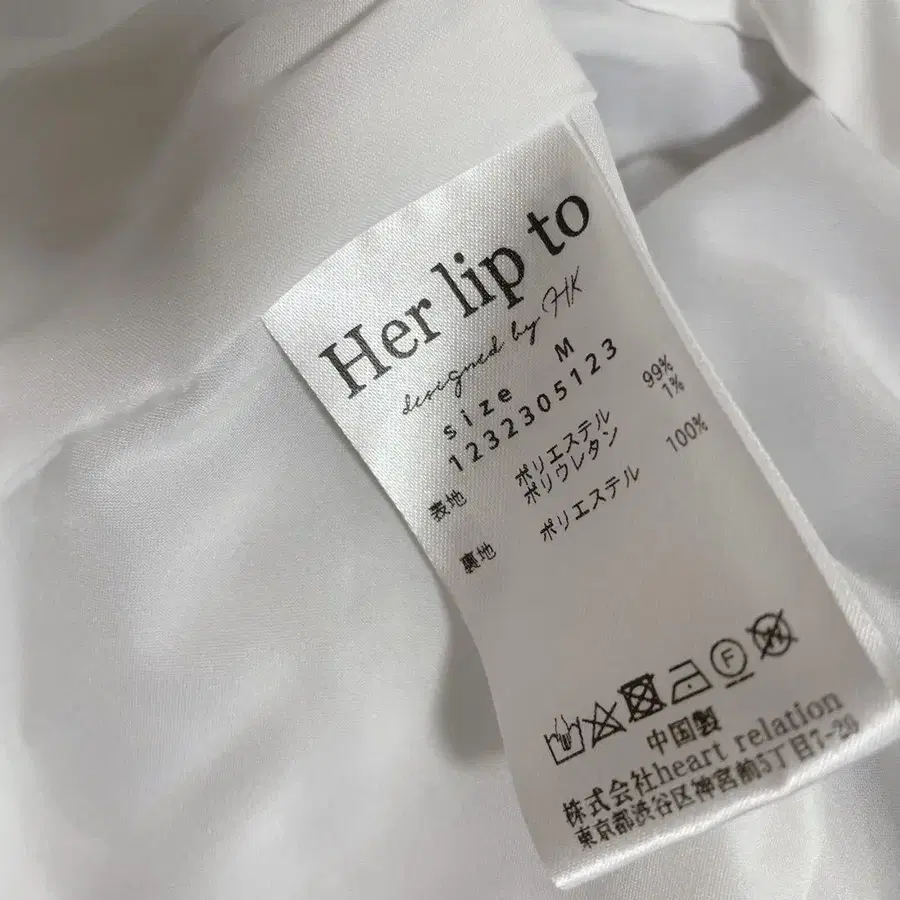 Her lip to
designed by HK
size M
1232305123
表地 ポリエステル 99%
ポリウレタン 1%
裏地 ポリエステル 100%
F
W
中国製
株式会社heart relation
東京都渋谷区神宮前5丁目7-20